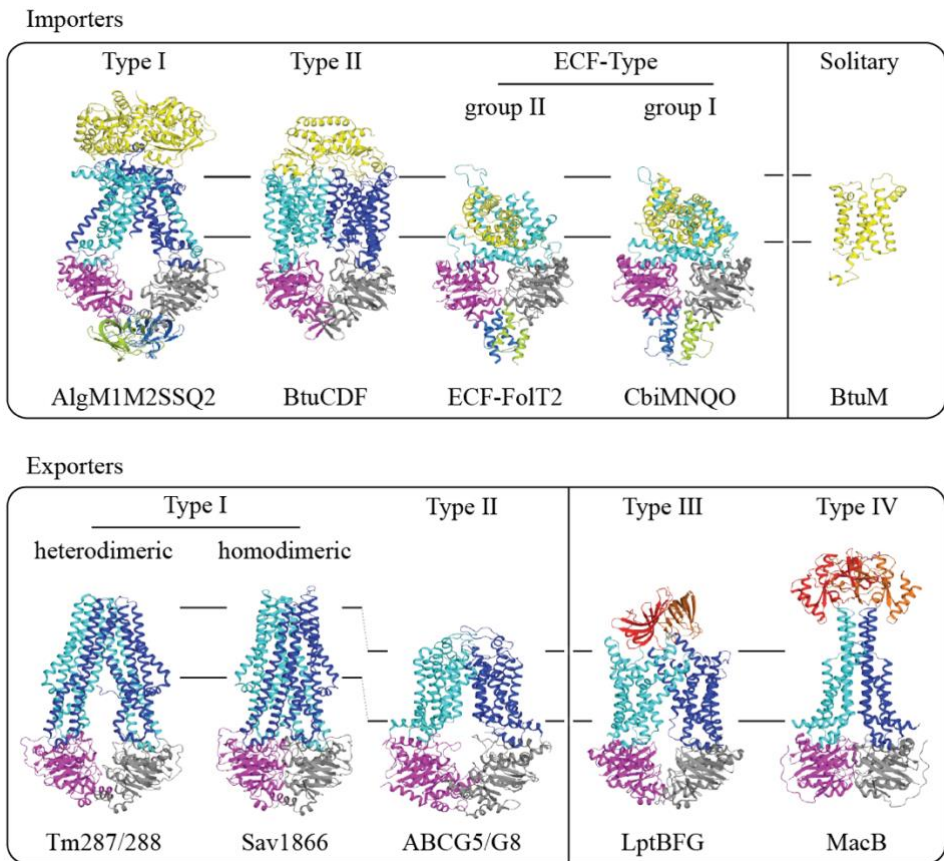 Importers
Type I Type II ECF-Type Solitary
group II group I
AlgM1M2SSQ2 BtuCDF ECF-FolT2 CbiMNQO BtuM
Exporters
Type I Type II Type III Type IV
heterodimeric homodimeric
Tm287/288 Sav1866 ABCG5/G8 LptBFG MacB